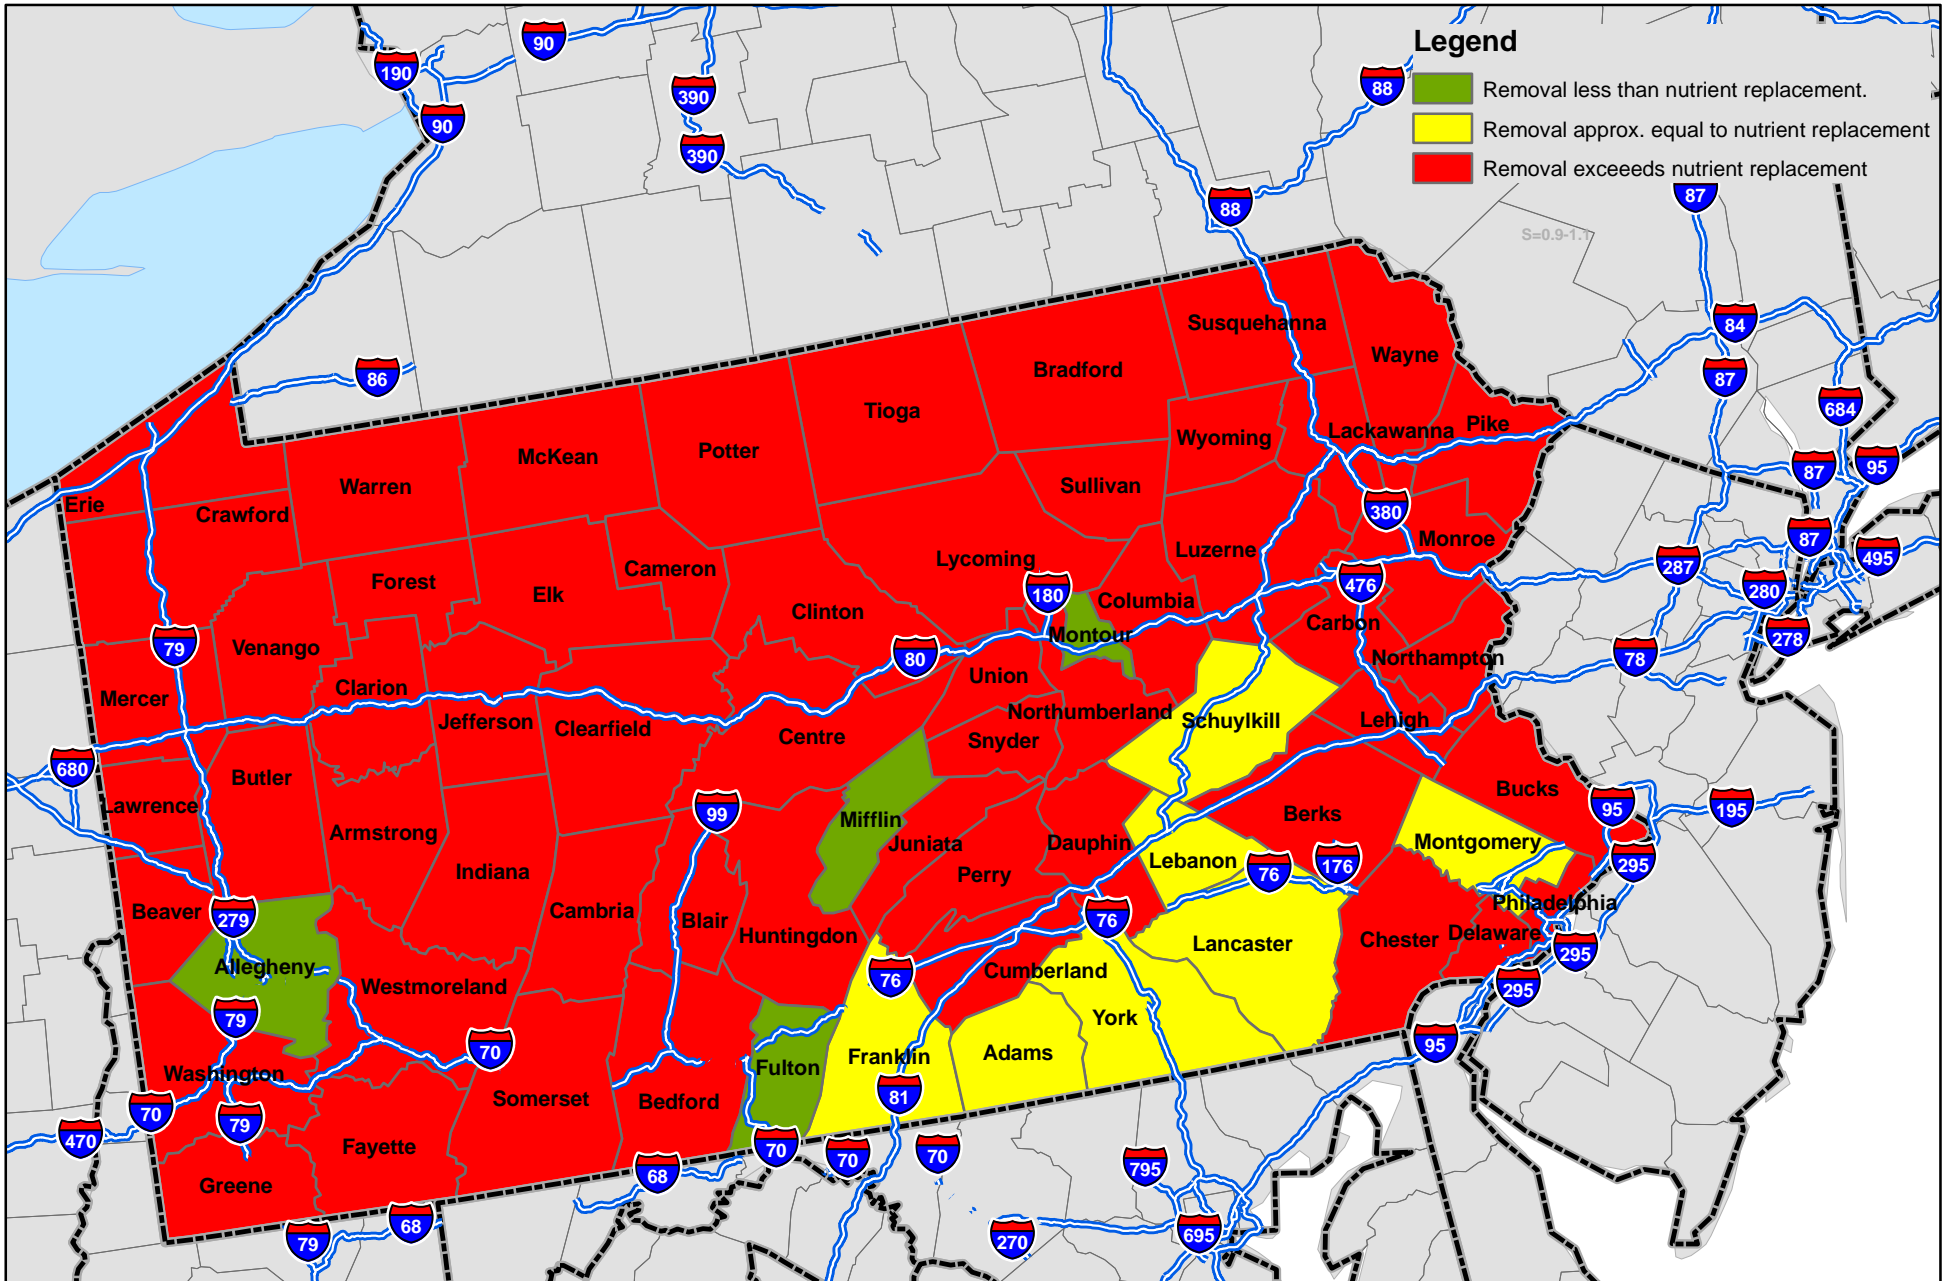 Legend
Removal less than nutrient replacement.
Removal approx. equal to nutrient replacement
Removal exceeeds nutrient replacement
90
190
390
88
90
390
88
87
S=0.9-1.1
Susquehanna
84
Wayne
86
Bradford
87
Tioga
684
Pike
Lackawanna
Wyoming
Potter
McKean
87
95
Warren
Sullivan
Erie
Crawford
380
87
Monroe
Luzerne
495
Lycoming
287
Cameron
Forest
476
280
Elk
180
Columbia
Clinton
Carbon
278
Montour
79
Venango
80
78
Northampton
Union
Clarion
Mercer
Northumberland
Schuylkill
Lehigh
Jefferson
Clearfield
Centre
Snyder
680
Butler
Bucks
Lawrence
95
195
99
Berks
Mifflin
Armstrong
Montgomery
Juniata
Dauphin
Lebanon
295
176
76
Indiana
Perry
Philadelphia
Beaver
Cambria
279
76
Blair
Delaware
Huntingdon
Chester
Lancaster
295
Allegheny
Cumberland
76
Westmoreland
295
79
York
95
70
Adams
Franklin
Fulton
Washington
81
Somerset
Bedford
70
79
470
Fayette
70
70
70
795
68
Greene
68
695
79
270